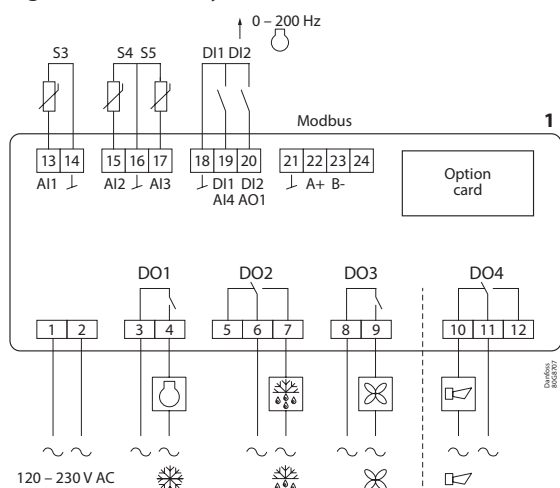 0 – 200 Hz
S3 S4 S5 DI1 DI2
Modbus 1
13 14 15 16 17 18 19 20 21 22 23 24
AI1 AI2 AI3 DI1 DI2 A+ B-
AI4 AO1
Option
card
DO1 DO2 DO3 DO4
1 2 3 4 5 6 7 8 9 10 11 12
Danfoss
80G8707
120 – 230 V AC